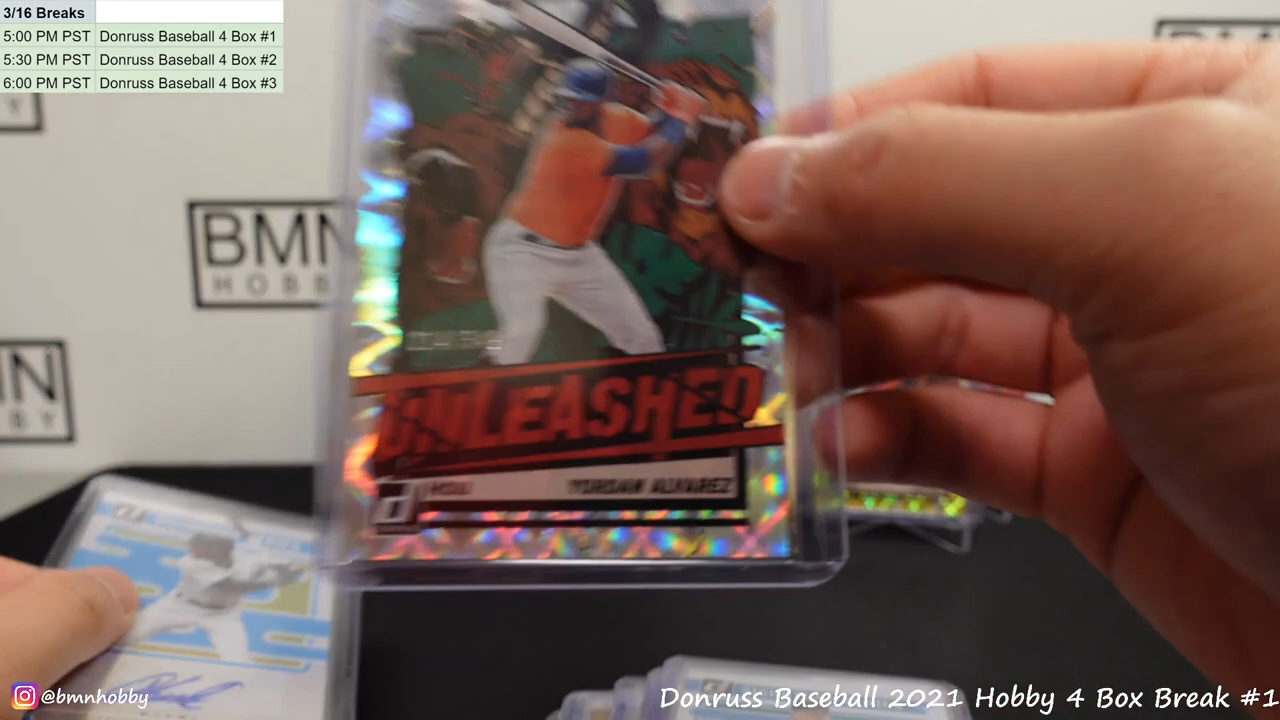 3/16 Breaks
5:00 PM PST Donruss Baseball 4 Box #1
5:30 PM PST Donruss Baseball 4 Box #2
6:00 PM PST Donruss Baseball 4 Box #3
BMN
HOBB
N
BY
Y
UNLEASHED
HOU YORDAN ALVAREZ
@bmnhobby
Donruss Baseball 2021 Hobby 4 Box Break #1